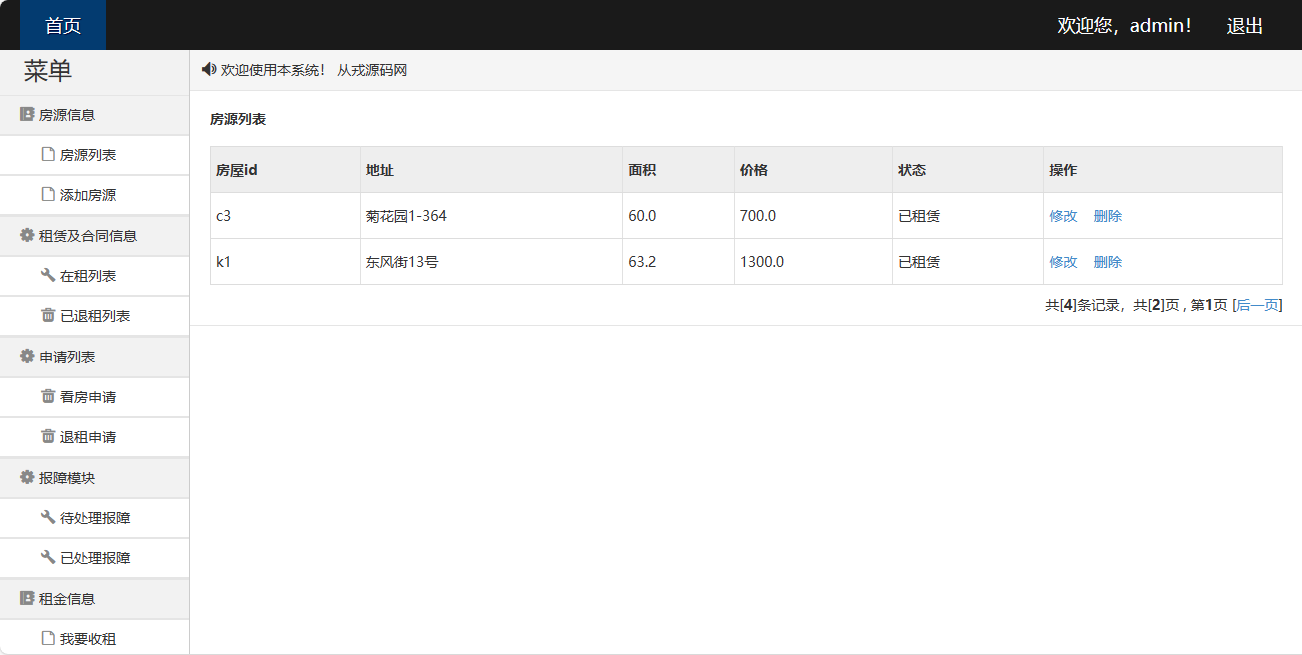 首页
欢迎您，admin！ 退出
菜单
房源信息
房源列表
添加房源
租赁及合同信息
在租列表
已退租列表
申请列表
看房申请
退租申请
报障模块
待处理报障
已处理报障
租金信息
我要收租
欢迎使用本系统！ 从戎源码网
房源列表
房屋id 地址 面积 价格 状态 操作
c3 菊花园1-364 60.0 700.0 已租赁 修改 删除
k1 东风街13号 63.2 1300.0 已租赁 修改 删除
共[4]条记录，共[2]页 , 第1页 [后一页]